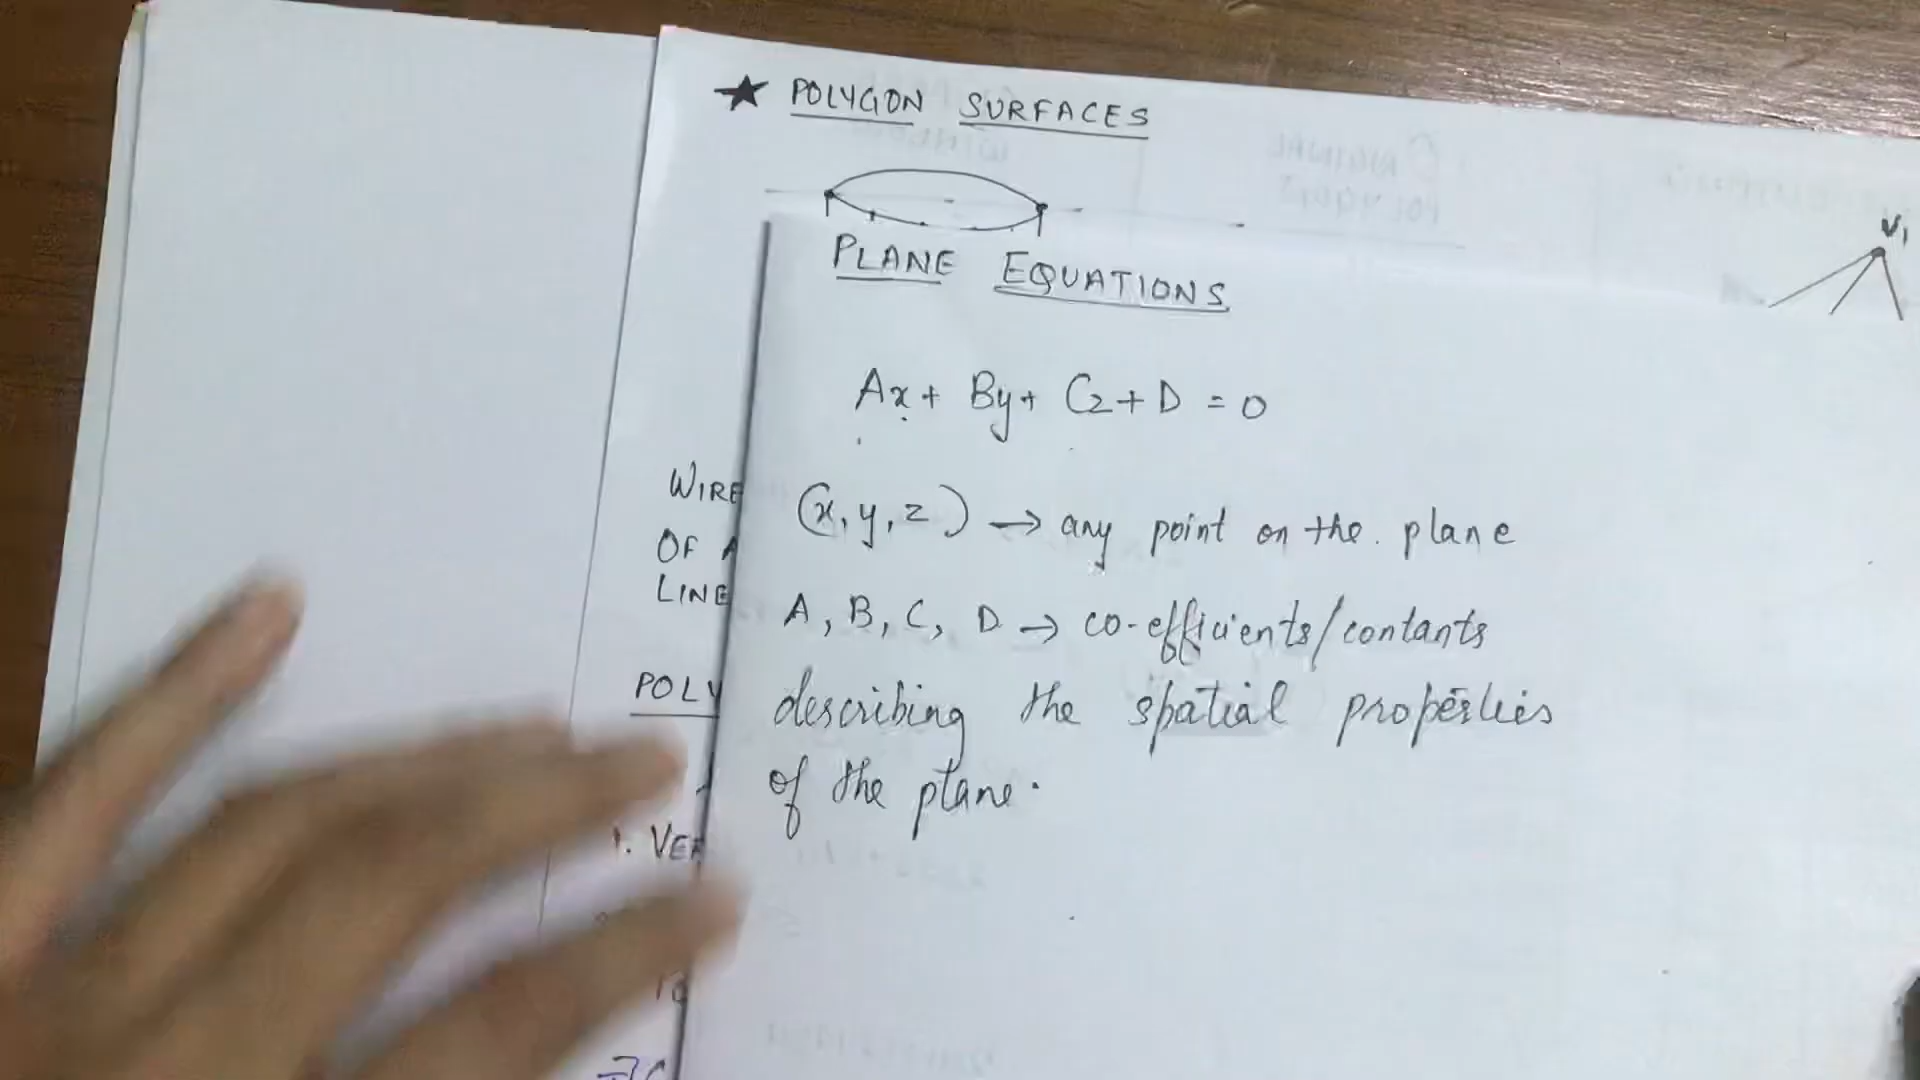 ★ POLYGON SURFACES
V1
PLANE EQUATIONS
Ax + By + Cz + D = 0
WIRE
(x, y, z) → any point on the. plane
OF A
LINE
A, B, C, D → co-efficients/contants
POLY
describing the spatial properties
of the plane.
1. VER